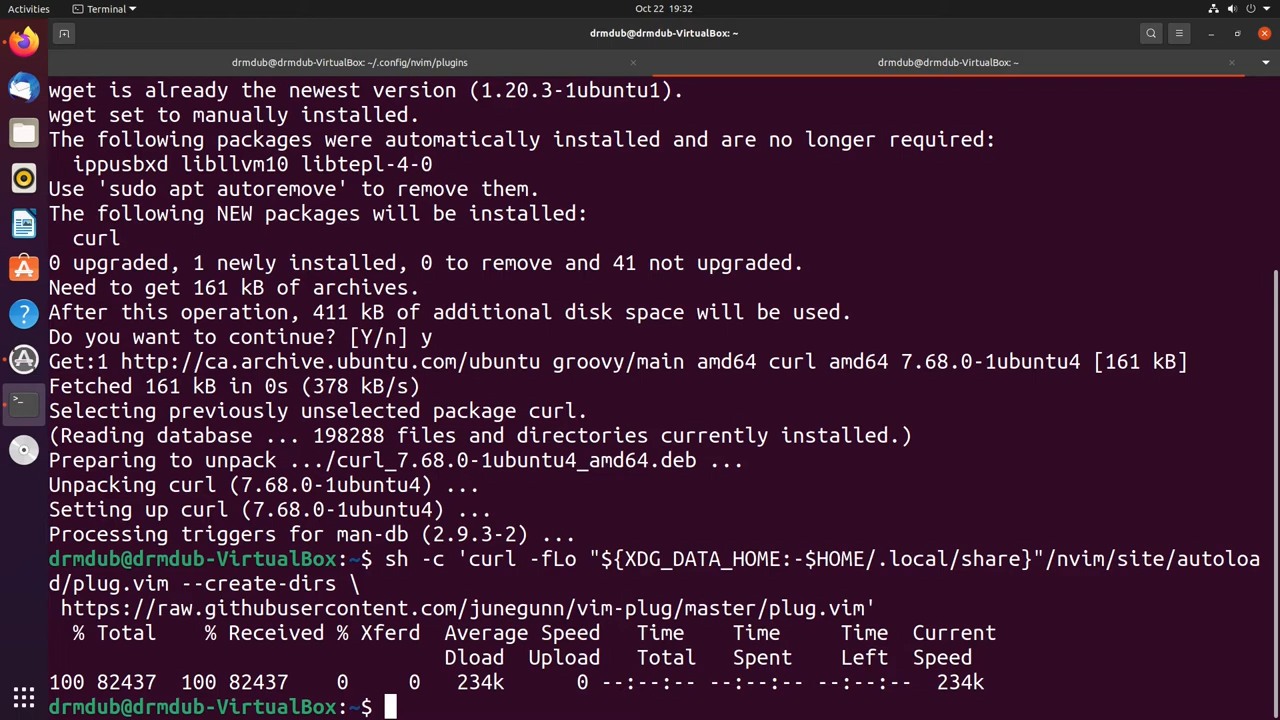 Activities
Terminal
Oct 22 19:32
drmdub@drmdub-VirtualBox: ~
drmdub@drmdub-VirtualBox: ~/.config/nvim/plugins
drmdub@drmdub-VirtualBox: ~
wget is already the newest version (1.20.3-1ubuntu1).
wget set to manually installed.
The following packages were automatically installed and are no longer required:
  ippusbxd libllvm10 libtepl-4-0
Use 'sudo apt autoremove' to remove them.
The following NEW packages will be installed:
  curl
0 upgraded, 1 newly installed, 0 to remove and 41 not upgraded.
Need to get 161 kB of archives.
After this operation, 411 kB of additional disk space will be used.
Do you want to continue? [Y/n] y
Get:1 http://ca.archive.ubuntu.com/ubuntu groovy/main amd64 curl amd64 7.68.0-1ubuntu4 [161 kB]
Fetched 161 kB in 0s (378 kB/s)
Selecting previously unselected package curl.
(Reading database ... 198288 files and directories currently installed.)
Preparing to unpack .../curl_7.68.0-1ubuntu4_amd64.deb ...
Unpacking curl (7.68.0-1ubuntu4) ...
Setting up curl (7.68.0-1ubuntu4) ...
Processing triggers for man-db (2.9.3-2) ...
drmdub@drmdub-VirtualBox:~$ sh -c 'curl -fLo "${XDG_DATA_HOME:-$HOME/.local/share}"/nvim/site/autoloa
d/plug.vim --create-dirs \
 https://raw.githubusercontent.com/junegunn/vim-plug/master/plug.vim'
  % Total    % Received % Xferd  Average Speed   Time    Time     Time  Current
                                 Dload  Upload   Total   Spent    Left  Speed
100 82437  100 82437    0     0   234k      0 --:--:-- --:--:-- --:--:--  234k
drmdub@drmdub-VirtualBox:~$